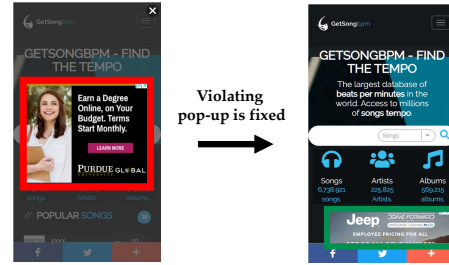 GetSongbpm
GETSONGBPM - FIND
THE TEMPO
Earn a Degree
Online, on Your
Budget. Terms
Start Monthly.
LEARN MORE
PURDUE GLOBAL
UNIVERSITY
songs.
Artists.
albums.
// POPULAR SONGS
Violating
pop-up is fixed
GetSongbpm
GETSONGBPM - FIND
THE TEMPO
The largest database of
beats per minutes in the
world. Access to millions
of songs tempo.
Songs
Songs
6,738,921
songs.
Artists
225,825
Artists.
Albums
569,215
albums.
Jeep
DRIVE FORWARD
EMPLOYEE PRICING FOR ALL